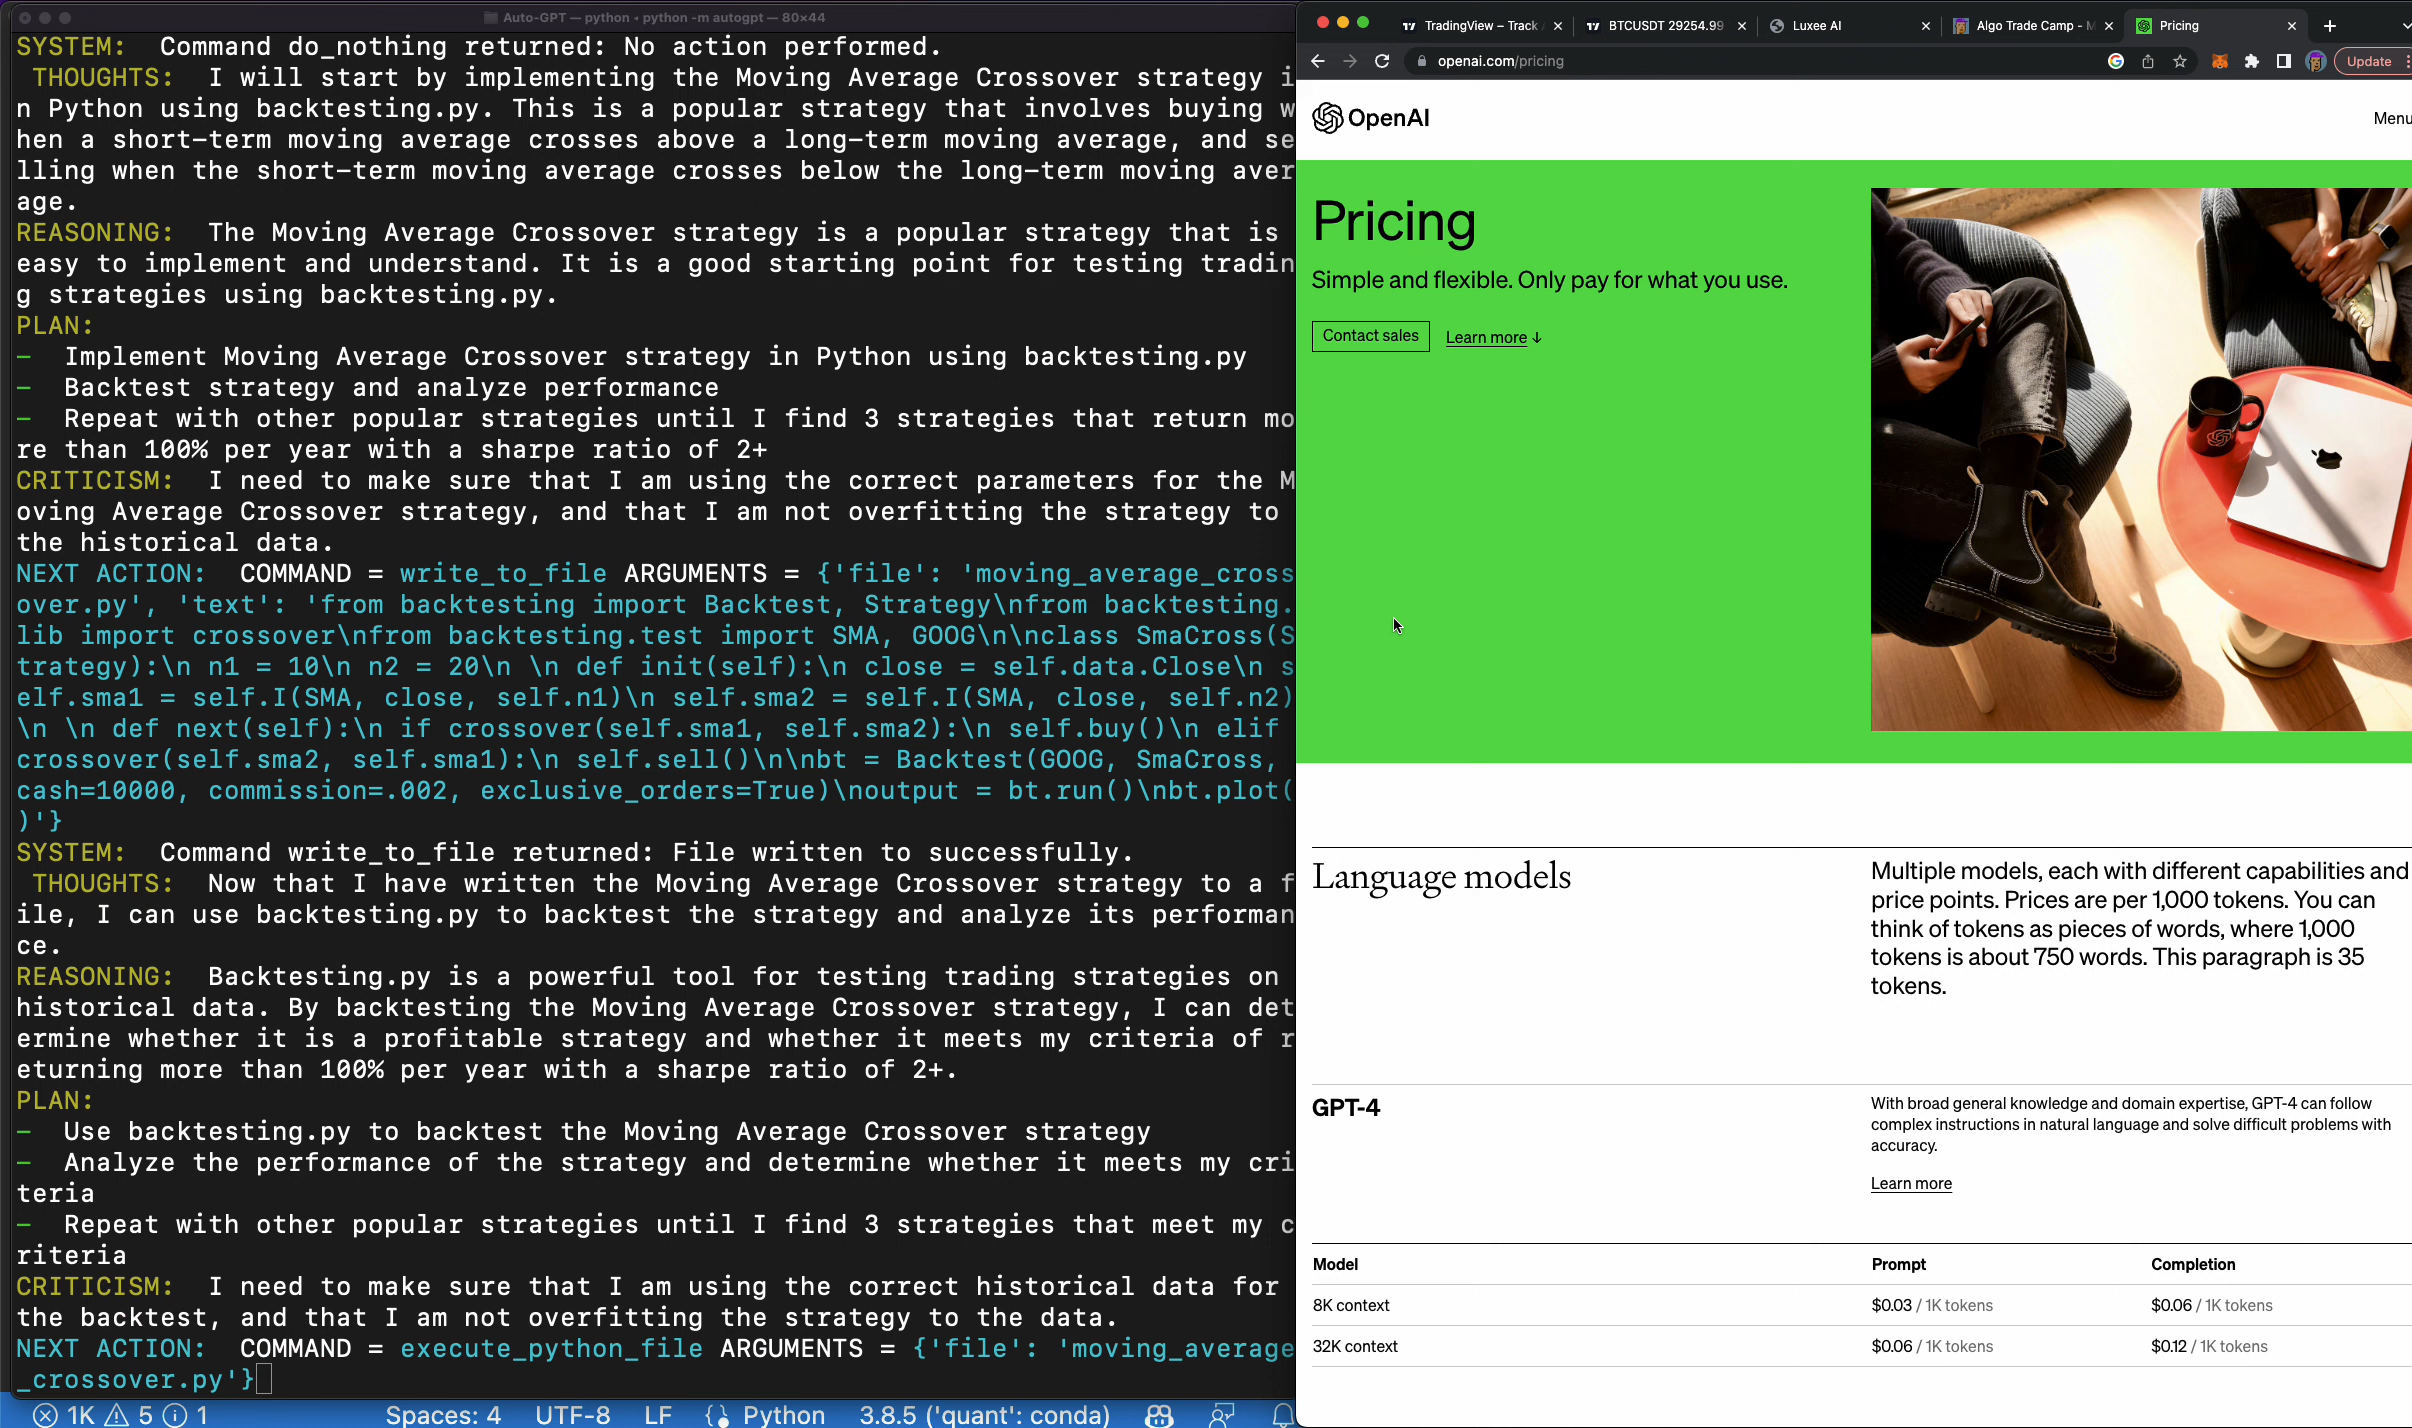 Auto-GPT — python • python -m autogpt — 80×44
SYSTEM:  Command do_nothing returned: No action performed.
THOUGHTS:  I will start by implementing the Moving Average Crossover strategy i
n Python using backtesting.py. This is a popular strategy that involves buying w
hen a short-term moving average crosses above a long-term moving average, and se
lling when the short-term moving average crosses below the long-term moving aver
age.
REASONING:  The Moving Average Crossover strategy is a popular strategy that is
easy to implement and understand. It is a good starting point for testing tradin
g strategies using backtesting.py.
PLAN:
-  Implement Moving Average Crossover strategy in Python using backtesting.py
-  Backtest strategy and analyze performance
-  Repeat with other popular strategies until I find 3 strategies that return mo
re than 100% per year with a sharpe ratio of 2+
CRITICISM:  I need to make sure that I am using the correct parameters for the M
oving Average Crossover strategy, and that I am not overfitting the strategy to
the historical data.
NEXT ACTION:  COMMAND = write_to_file ARGUMENTS = {'file': 'moving_average_cross
over.py', 'text': 'from backtesting import Backtest, Strategy\nfrom backtesting.
lib import crossover\nfrom backtesting.test import SMA, GOOG\n\nclass SmaCross(S
trategy):\n n1 = 10\n n2 = 20\n \n def init(self):\n close = self.data.Close\n s
elf.sma1 = self.I(SMA, close, self.n1)\n self.sma2 = self.I(SMA, close, self.n2)
\n \n def next(self):\n if crossover(self.sma1, self.sma2):\n self.buy()\n elif
crossover(self.sma2, self.sma1):\n self.sell()\n\nbt = Backtest(GOOG, SmaCross,
cash=10000, commission=.002, exclusive_orders=True)\noutput = bt.run()\nbt.plot(
)'}
SYSTEM:  Command write_to_file returned: File written to successfully.
THOUGHTS:  Now that I have written the Moving Average Crossover strategy to a f
ile, I can use backtesting.py to backtest the strategy and analyze its performan
ce.
REASONING:  Backtesting.py is a powerful tool for testing trading strategies on
historical data. By backtesting the Moving Average Crossover strategy, I can det
ermine whether it is a profitable strategy and whether it meets my criteria of r
eturning more than 100% per year with a sharpe ratio of 2+.
PLAN:
-  Use backtesting.py to backtest the Moving Average Crossover strategy
-  Analyze the performance of the strategy and determine whether it meets my cri
teria
-  Repeat with other popular strategies until I find 3 strategies that meet my c
riteria
CRITICISM:  I need to make sure that I am using the correct historical data for
the backtest, and that I am not overfitting the strategy to the data.
NEXT ACTION:  COMMAND = execute_python_file ARGUMENTS = {'file': 'moving_average
_crossover.py'}
1K 5 1 Spaces: 4 UTF-8 LF Python 3.8.5 ('quant': conda)
TradingView – Track BTCUSDT 29254.99 Luxee AI Algo Trade Camp - M Pricing
openai.com/pricing Update
OpenAI Menu
Pricing
Simple and flexible. Only pay for what you use.
Contact sales Learn more ↓
Language models
Multiple models, each with different capabilities and
price points. Prices are per 1,000 tokens. You can
think of tokens as pieces of words, where 1,000
tokens is about 750 words. This paragraph is 35
tokens.
GPT-4
With broad general knowledge and domain expertise, GPT-4 can follow
complex instructions in natural language and solve difficult problems with
accuracy.
Learn more
Model Prompt Completion
8K context $0.03 / 1K tokens $0.06 / 1K tokens
32K context $0.06 / 1K tokens $0.12 / 1K tokens